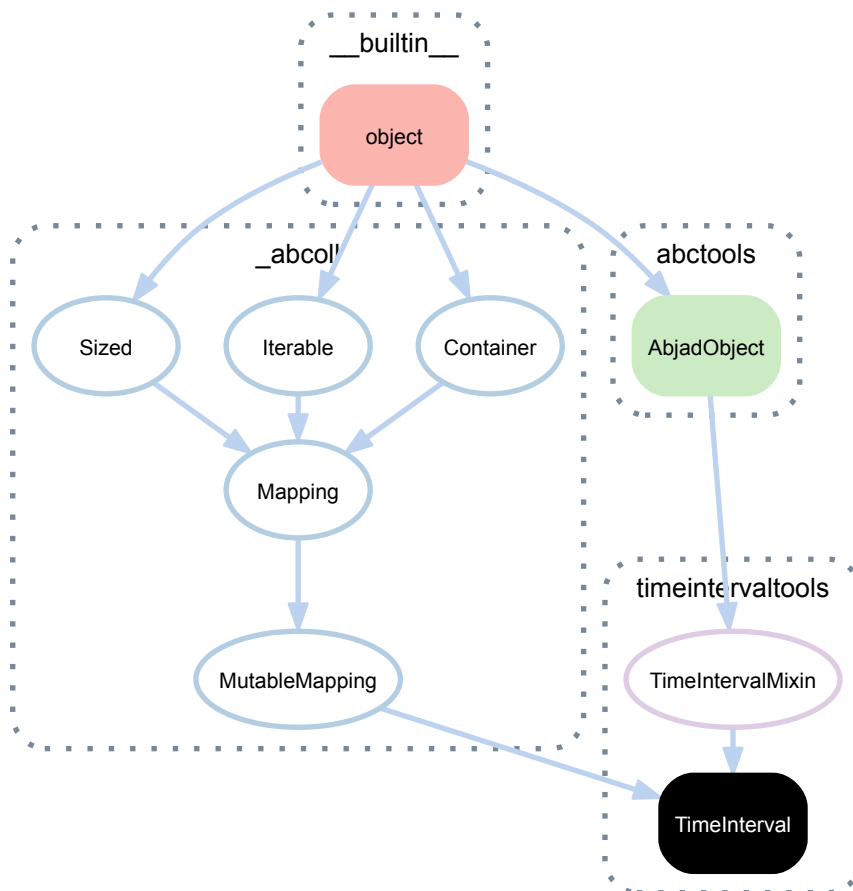 __builtin__
object
_abcoll
abctools
Sized
Iterable
Container
AbjadObject
Mapping
timeintervaltools
MutableMapping
TimeIntervalMixin
TimeInterval